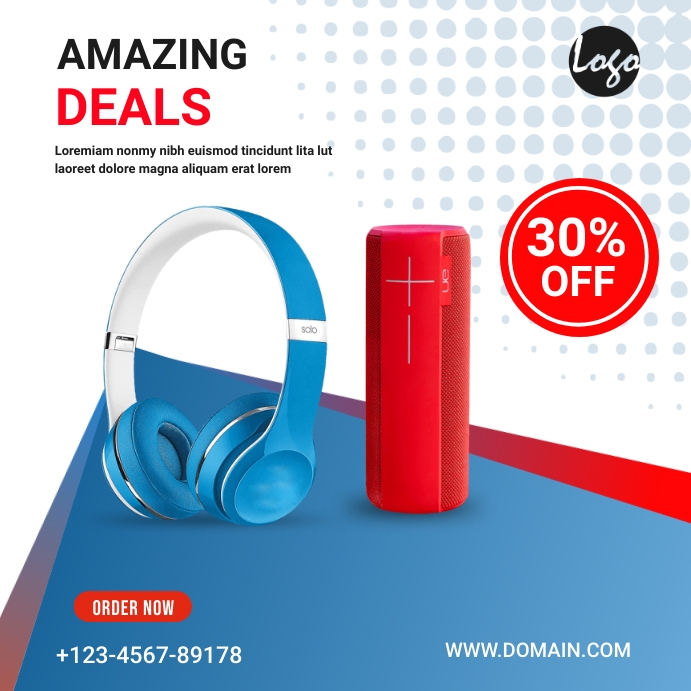 AMAZING
DEALS
Logo
Loremiam nonmy nibh euismod tincidunt lita lut
laoreet dolore magna aliquam erat lorem
30%
OFF
solo
UE
ORDER NOW
+123-4567-89178
WWW.DOMAIN.COM